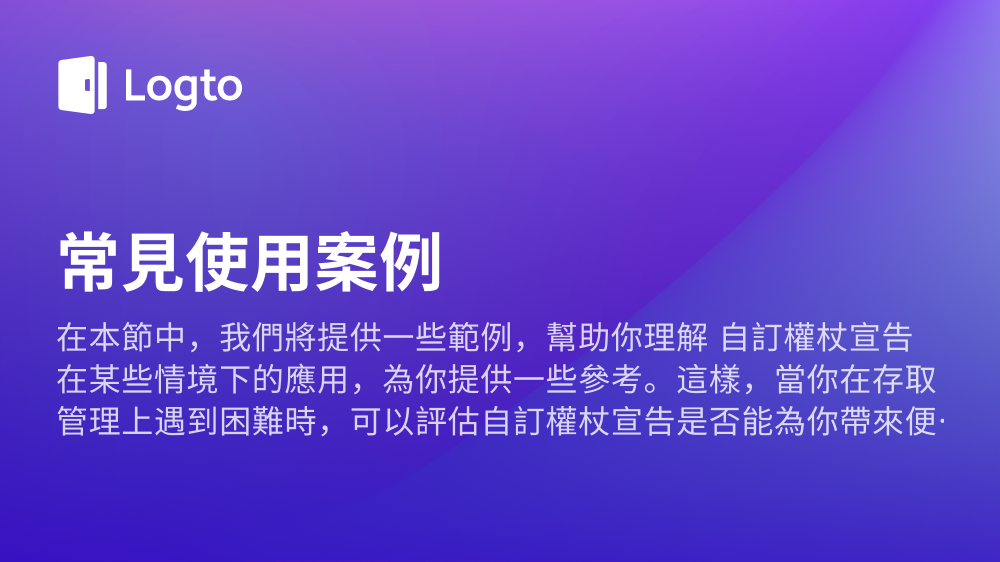 Logto
常見使用案例
在本節中，我們將提供一些範例，幫助你理解 自訂權杖宣告
在某些情境下的應用，為你提供一些參考。這樣，當你在存取
管理上遇到困難時，可以評估自訂權杖宣告是否能為你帶來便·